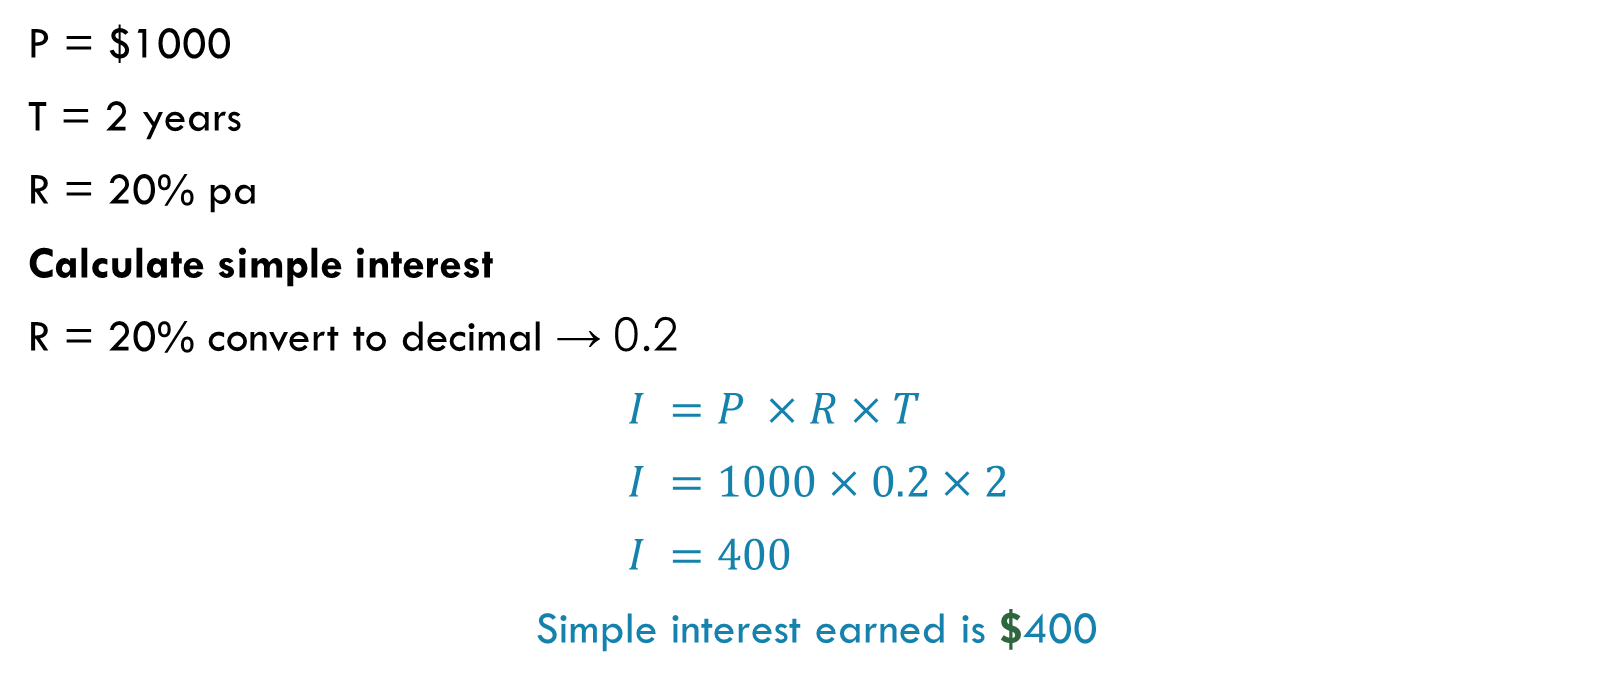 P = $1000
T = 2 years
R = 20% pa
Calculate simple interest
R = 20% convert to decimal → 0.2
I = P × R × T
I = 1000 × 0.2 × 2
I = 400
Simple interest earned is $400